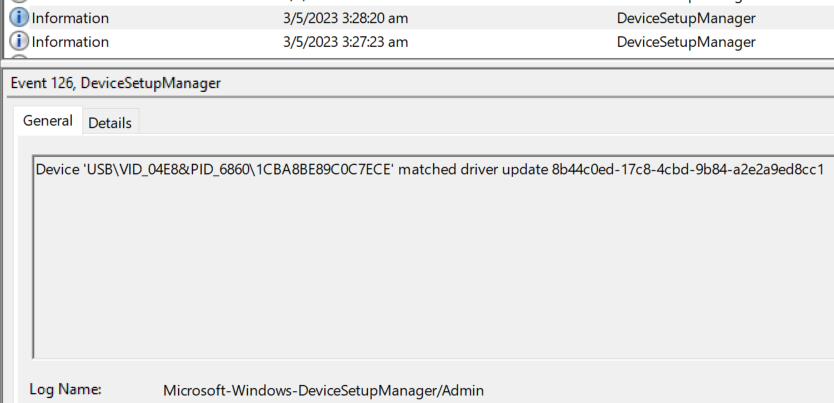 Information 3/5/2023 3:28:20 am DeviceSetupManager
Information 3/5/2023 3:27:23 am DeviceSetupManager
Event 126, DeviceSetupManager
General Details
Device 'USB\VID_04E8&PID_6860\1CBA8BE89C0C7ECE' matched driver update 8b44c0ed-17c8-4cbd-9b84-a2e2a9ed8cc1
Log Name: Microsoft-Windows-DeviceSetupManager/Admin